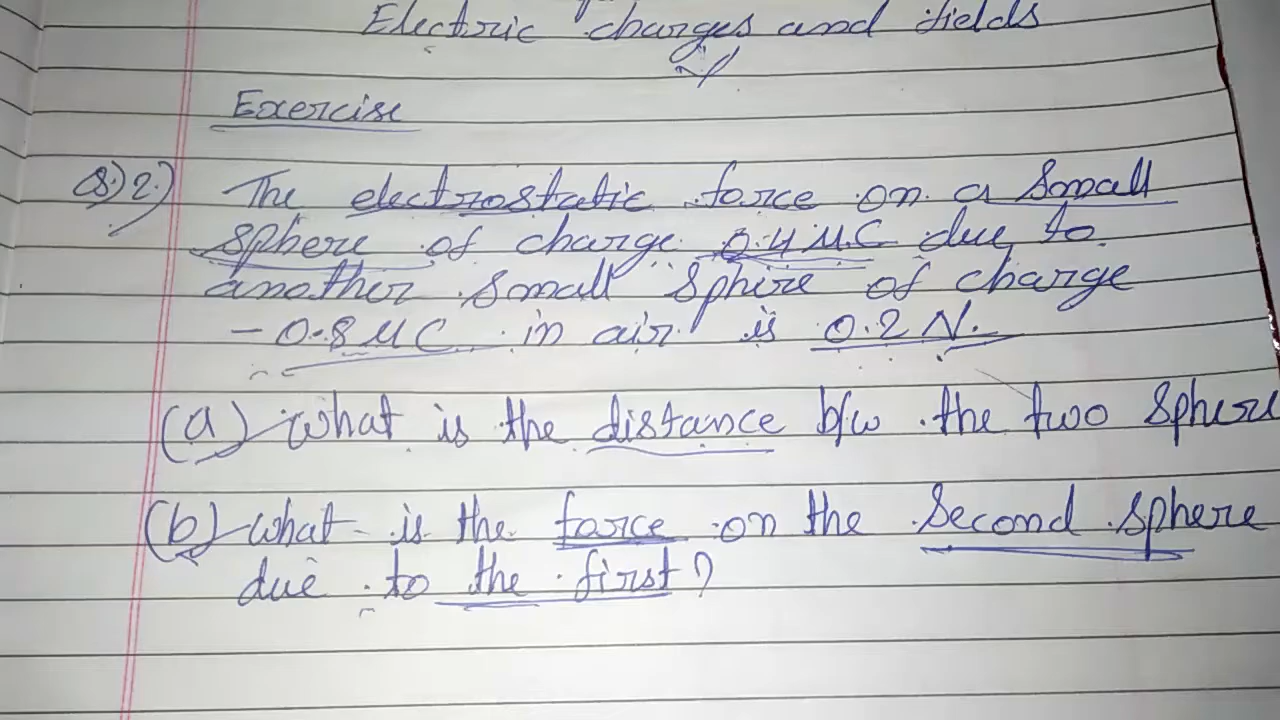 Electric charges and fields
Exercise
Q.)2.) The electrostatic force on a small
sphere of charge 0.4 μC due to
another small sphere of charge
- 0.8 μC in air is 0.2 N.
(a) What is the distance b/w the two sphere
(b) what is the force on the second sphere
due to the first?